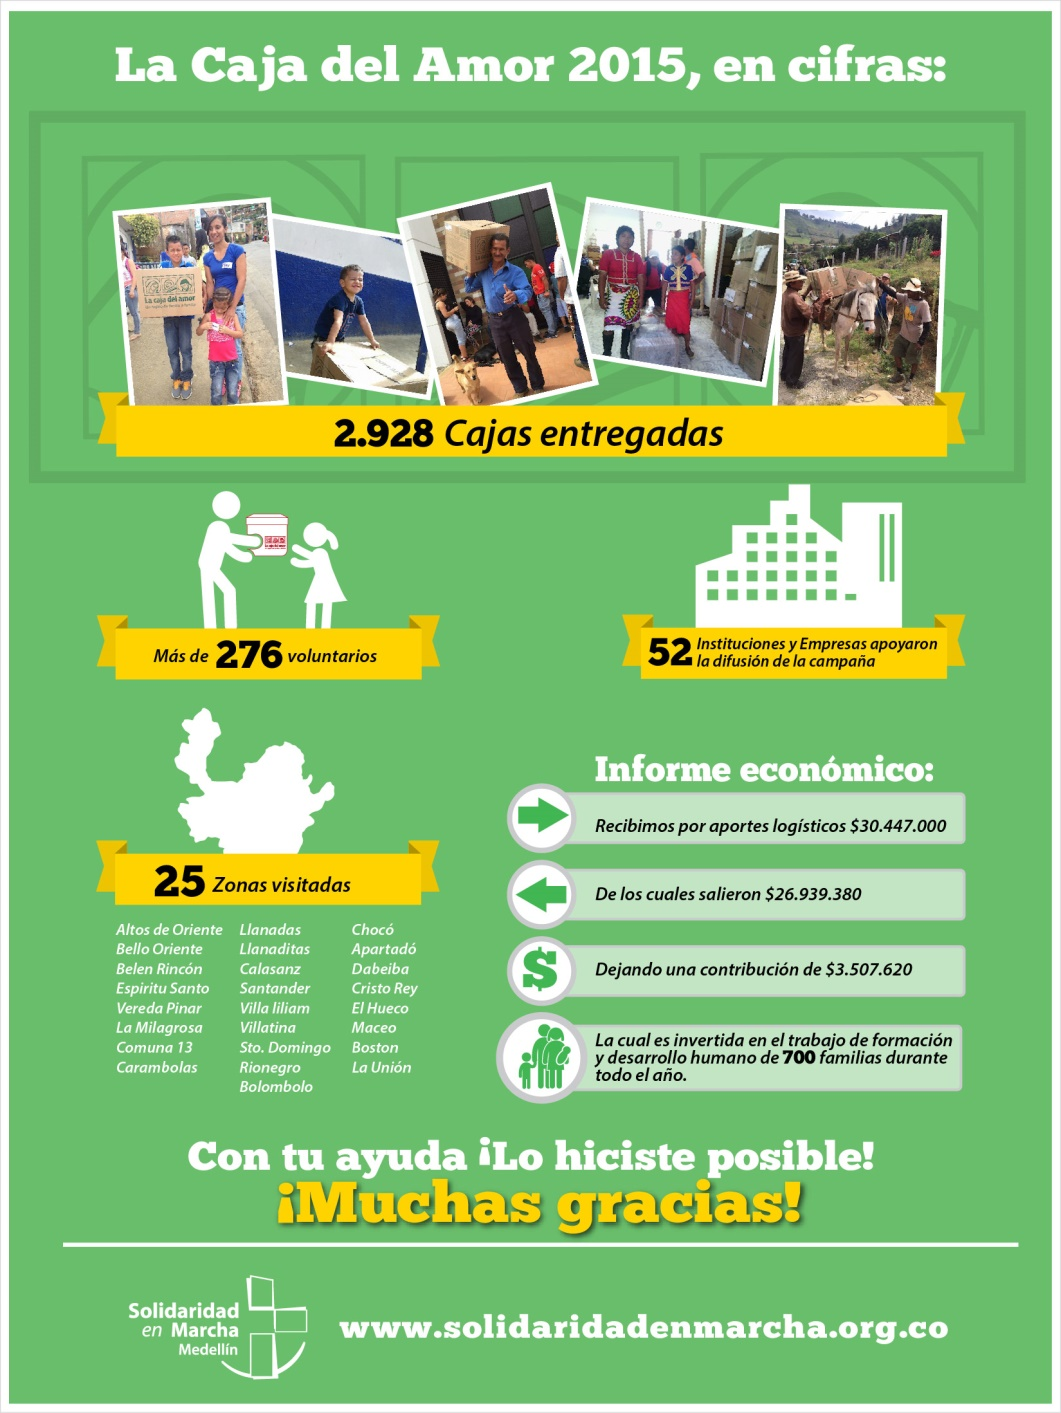 La Caja del Amor 2015, en cifras:
La caja del amor
2.928 Cajas entregadas
Más de 276 voluntarios
52 Instituciones y Empresas apoyaron
la difusión de la campaña
25 Zonas visitadas
Altos de Oriente
Bello Oriente
Belen Rincón
Espiritu Santo
Vereda Pinar
La Milagrosa
Comuna 13
Carambolas
Llanadas
Llanaditas
Calasanz
Santander
Villa liliam
Villatina
Sto. Domingo
Rionegro
Bolombolo
Chocó
Apartadó
Dabeiba
Cristo Rey
El Hueco
Maceo
Boston
La Unión
Informe económico:
Recibimos por aportes logísticos $30.447.000
De los cuales salieron $26.939.380
$
Dejando una contribución de $3.507.620
La cual es invertida en el trabajo de formación
y desarrollo humano de 700 familias durante
todo el año.
Con tu ayuda ¡Lo hiciste posible!
¡Muchas gracias!
Solidaridad
en Marcha
Medellín
www.solidaridadenmarcha.org.co